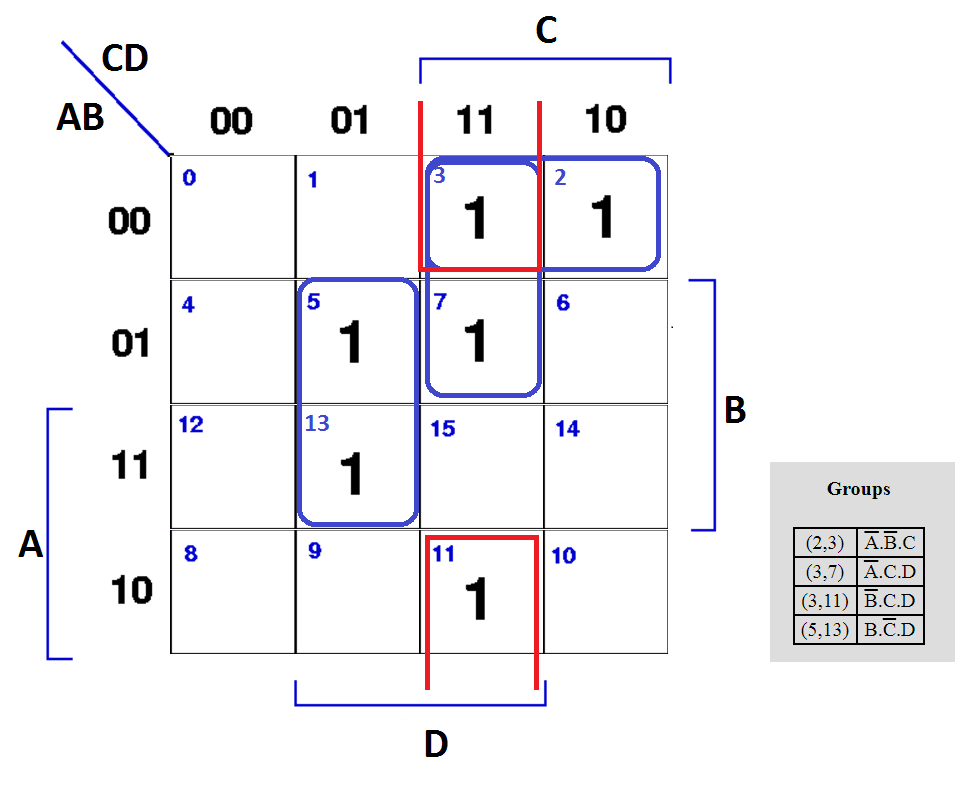 C
CD
AB
00 01 11 10
00 0 1 3 1 2 1
01 4 5 1 7 1 6
B
11 12 13 1 15 14
A
10 8 9 11 1 10
D
Groups
(2,3) A̅.B̅.C
(3,7) A̅.C.D
(3,11) B̅.C.D
(5,13) B.C̅.D